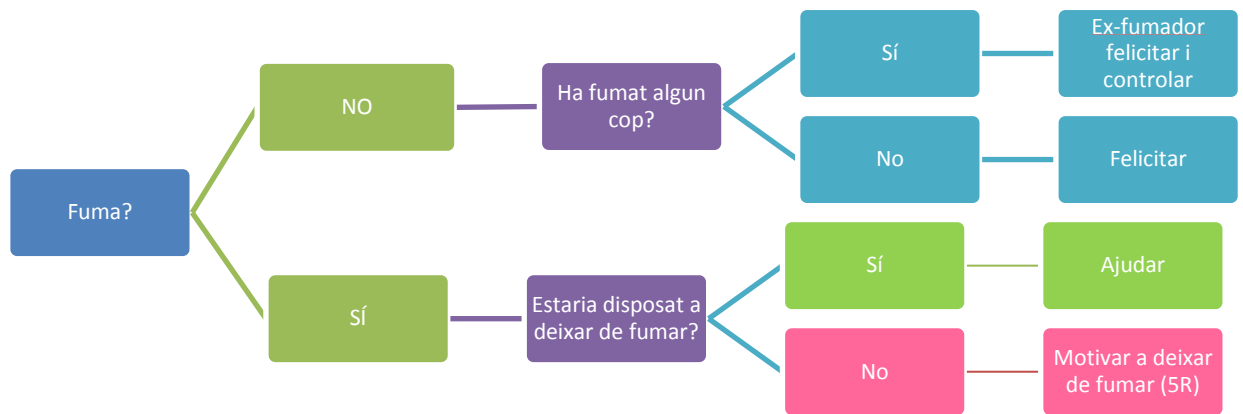 Fuma?
NO
Ha fumat algun
cop?
Sí
Ex-fumador
felicitar i
controlar
No
Felicitar
SÍ
Estaria disposat a
deixar de fumar?
Sí
Ajudar
No
Motivar a deixar
de fumar (5R)